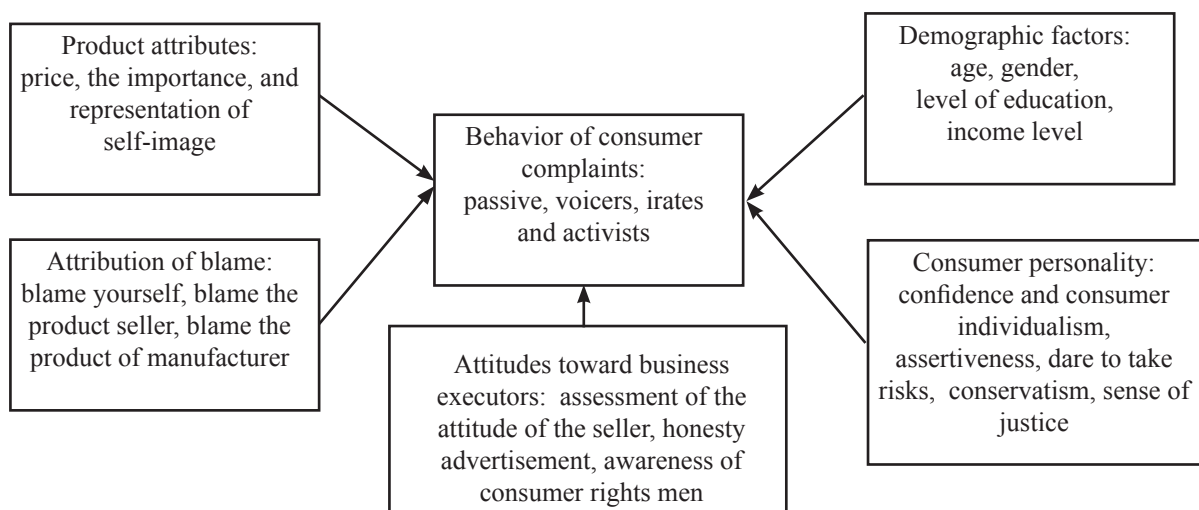 Product attributes:
price, the importance, and
representation of
self-image
Demographic factors:
age, gender,
level of education,
income level
Behavior of consumer
complaints:
passive, voicers, irates
and activists
Attribution of blame:
blame yourself, blame the
product seller, blame the
product of manufacturer
Consumer personality:
confidence and consumer
individualism,
assertiveness, dare to take
risks, conservatism, sense of
justice
Attitudes toward business
executors: assessment of the
attitude of the seller, honesty
advertisement, awareness of
consumer rights men